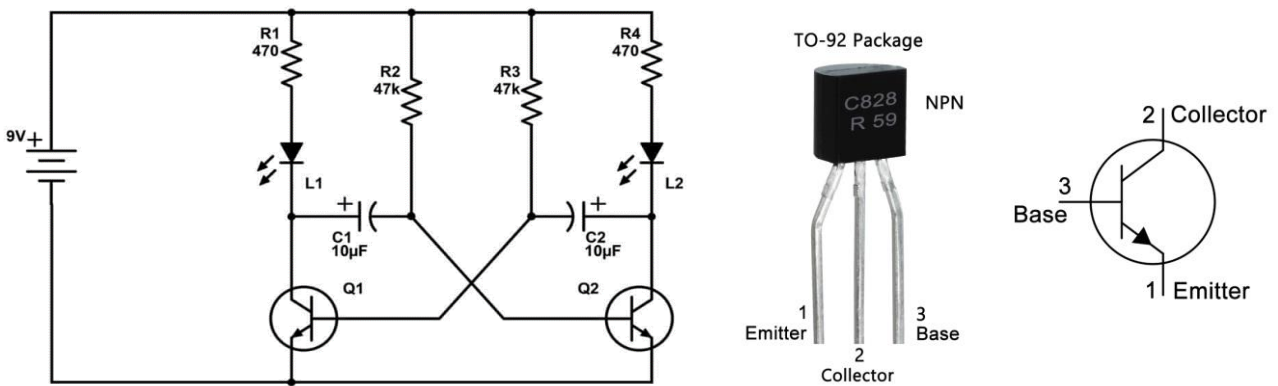 R1
470
R2
47k
R3
47k
R4
470
9V
+
L1
L2
+
C1
10µF
+
C2
10µF
Q1
Q2
TO-92 Package
C828
R 59
NPN
1
Emitter
2
Collector
3
Base
2 Collector
3
Base
1 Emitter